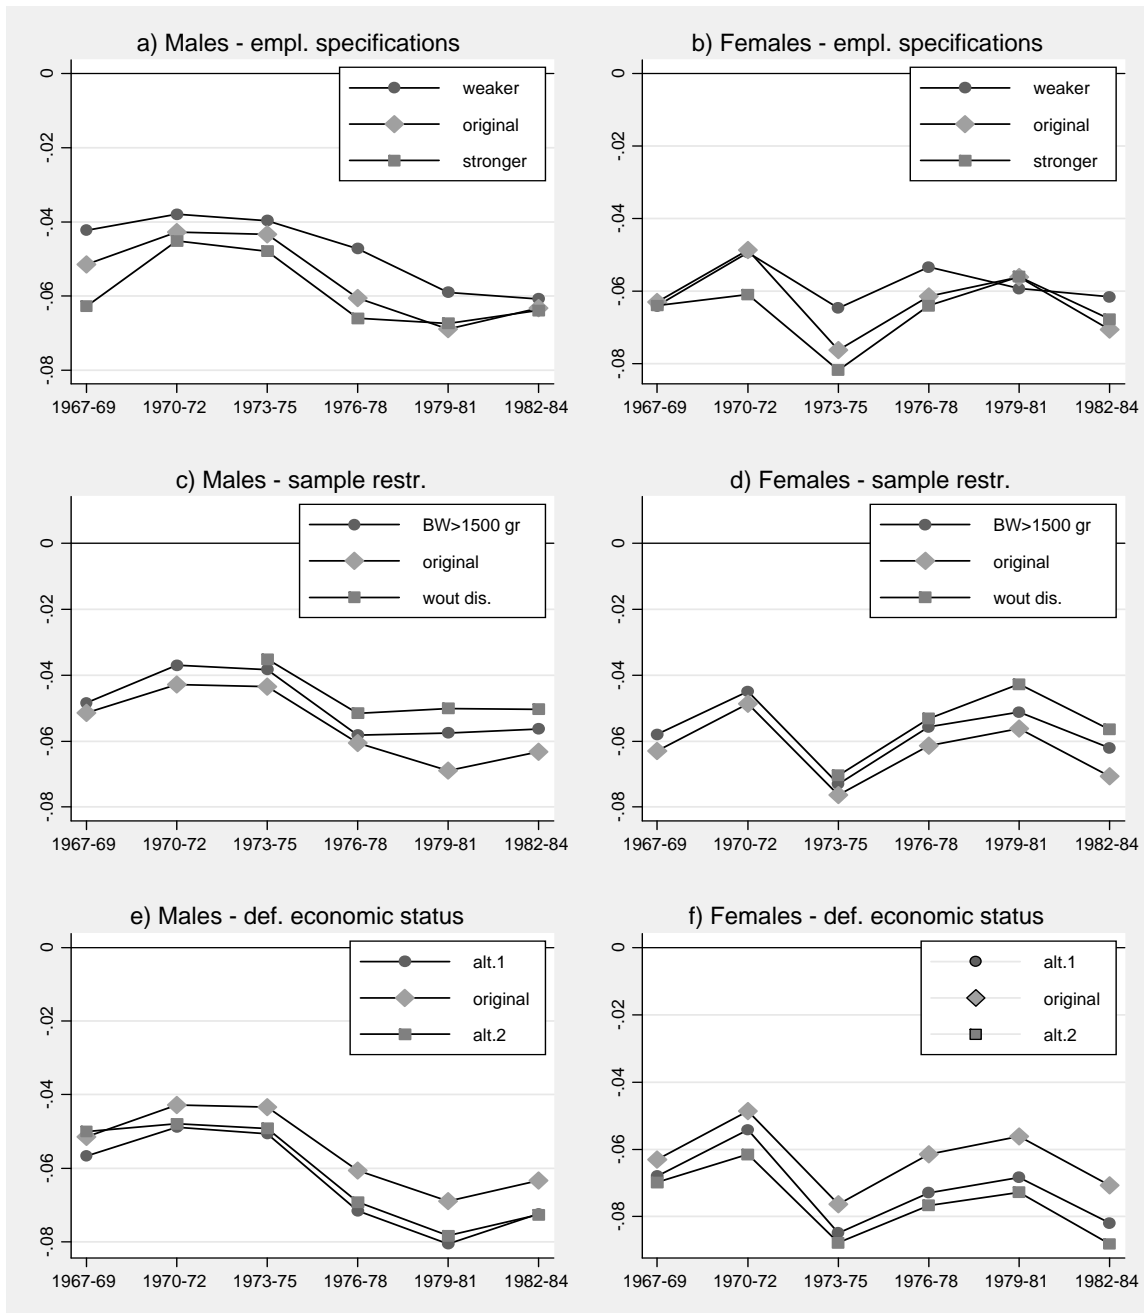 a) Males - empl. specifications
0
-.02
-.04
-.06
-.08
weaker
original
stronger
1967-69 1970-72 1973-75 1976-78 1979-81 1982-84
b) Females - empl. specifications
0
-.02
-.04
-.06
-.08
weaker
original
stronger
1967-69 1970-72 1973-75 1976-78 1979-81 1982-84
c) Males - sample restr.
0
-.02
-.04
-.06
-.08
BW>1500 gr
original
wout dis.
1967-69 1970-72 1973-75 1976-78 1979-81 1982-84
d) Females - sample restr.
0
-.02
-.04
-.06
-.08
BW>1500 gr
original
wout dis.
1967-69 1970-72 1973-75 1976-78 1979-81 1982-84
e) Males - def. economic status
0
-.02
-.04
-.06
-.08
alt.1
original
alt.2
1967-69 1970-72 1973-75 1976-78 1979-81 1982-84
f) Females - def. economic status
0
-.02
-.04
-.06
-.08
alt.1
original
alt.2
1967-69 1970-72 1973-75 1976-78 1979-81 1982-84